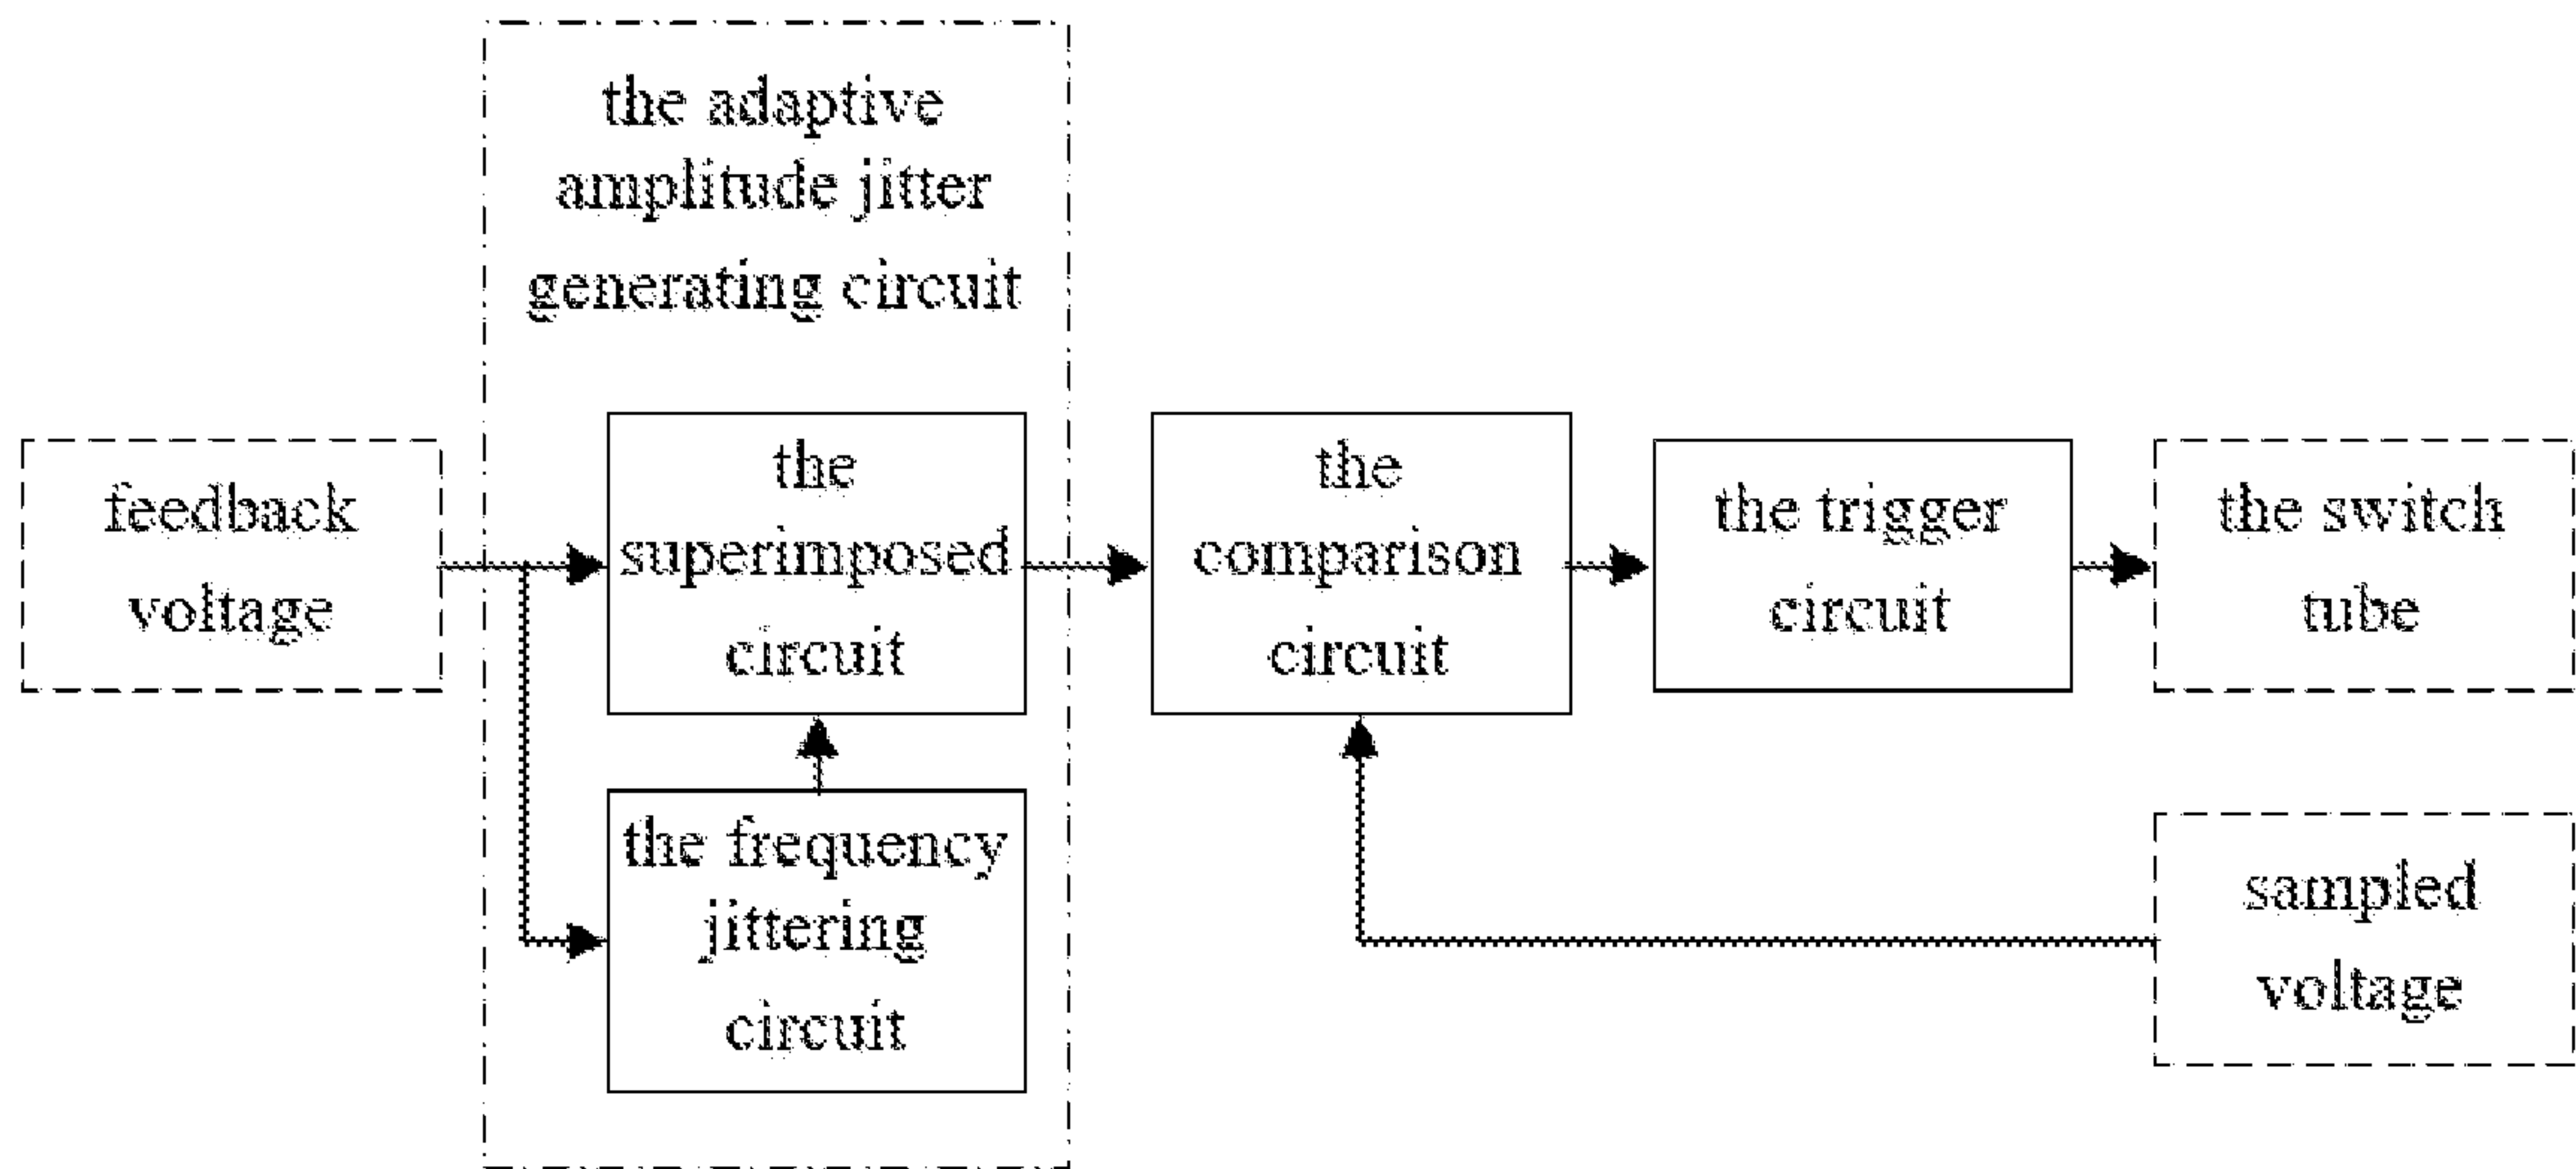 the adaptive
amplitude jitter
generating circuit
feedback
voltage
the
superimposed
circuit
the
comparison
circuit
the trigger
circuit
the switch
tube
the frequency
jittering
circuit
sampled
voltage